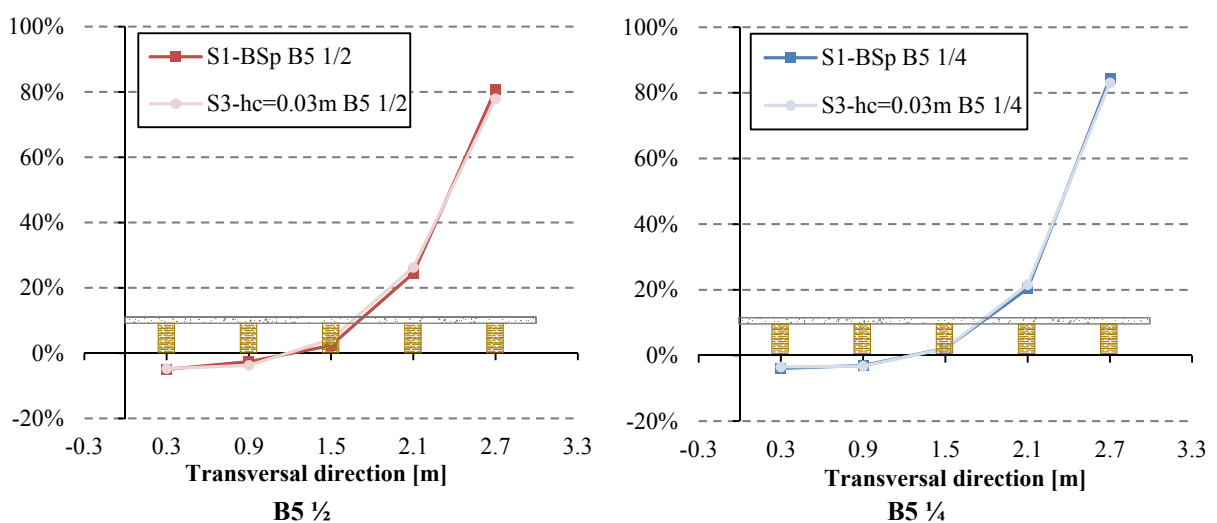 100%
80%
60%
40%
20%
0%
-20%
S1-BSp B5 1/2
S3-hc=0.03m B5 1/2
-0.3 0.3 0.9 1.5 2.1 2.7 3.3
Transversal direction [m]
B5 ½
100%
80%
60%
40%
20%
0%
-20%
S1-BSp B5 1/4
S3-hc=0.03m B5 1/4
-0.3 0.3 0.9 1.5 2.1 2.7 3.3
Transversal direction [m]
B5 ¼